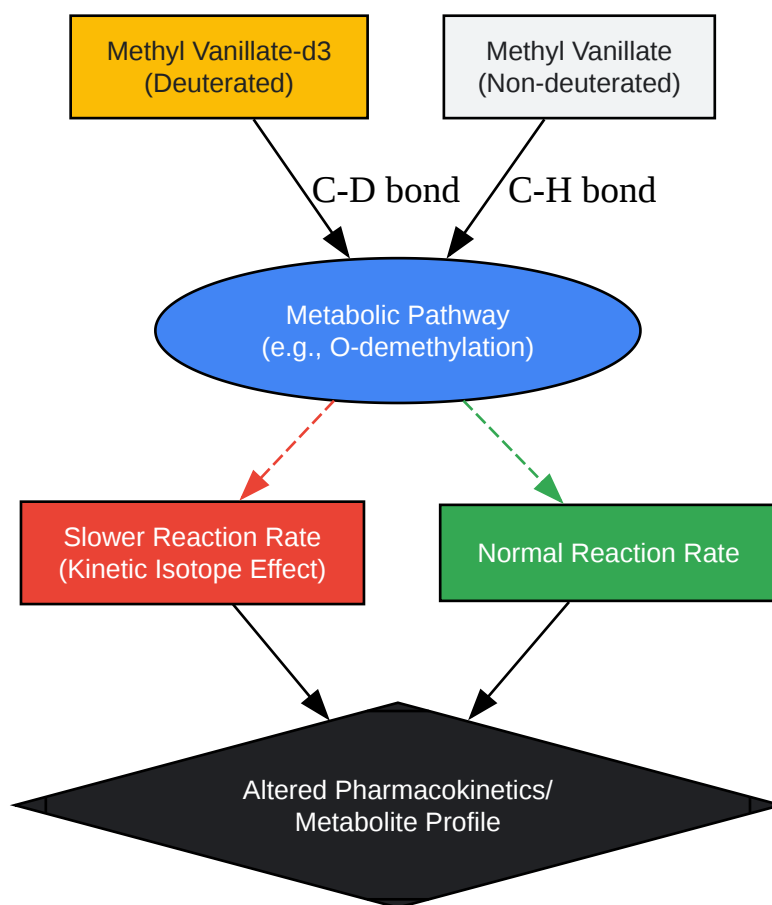 Methyl Vanillate-d3
(Deuterated)
Methyl Vanillate
(Non-deuterated)
C-D bond
C-H bond
Metabolic Pathway
(e.g., O-demethylation)
Slower Reaction Rate
(Kinetic Isotope Effect)
Normal Reaction Rate
Altered Pharmacokinetics/
Metabolite Profile